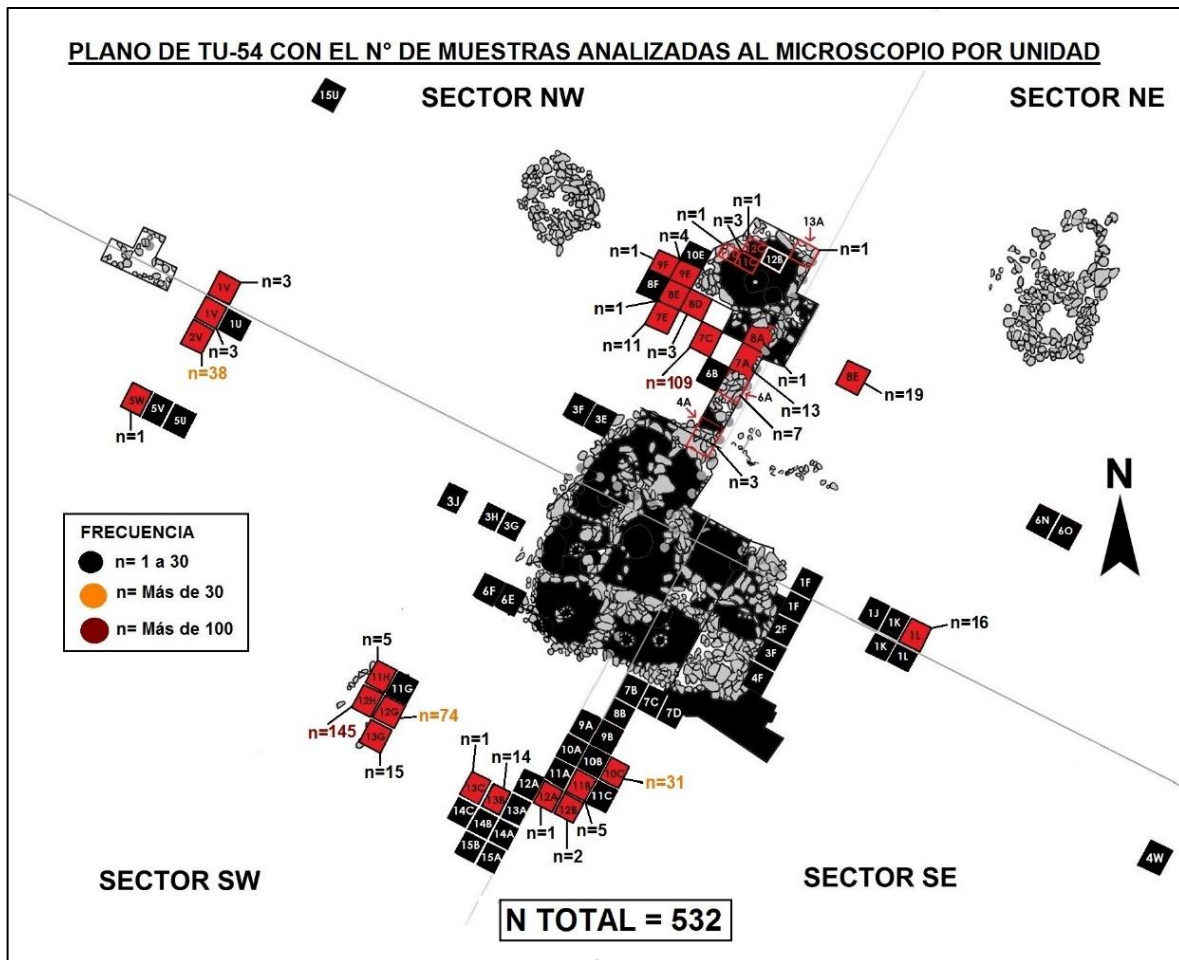 PLANO DE TU-54 CON EL N° DE MUESTRAS ANALIZADAS AL MICROSCOPIO POR UNIDAD
15U
SECTOR NW
SECTOR NE
n=1
n=1
n=3
n=4
13A
n=1
n=1
10E
2C
1C
12B
9F
9E
8F
8E
8D
7E
n=1
n=11
n=3
7C
8A
7A
n=109
6B
n=1
8E
n=19
n=13
6A
4A
n=7
n=3
1V
n=3
1V
1U
2V
n=3
n=38
5W
5V
5U
n=1
3F
3E
3J
3H
3G
N
6N
6O
FRECUENCIA
n= 1 a 30
n= Más de 30
n= Más de 100
6F
6E
1F
1F
2F
3F
4F
1J
1K
1L
n=16
1K
1L
n=5
11H
11G
12H
12G
n=74
n=145
13G
n=15
7B
7C
7D
8B
9A
9B
10A
10B
10C
n=31
n=1
n=14
11A
11B
11C
12A
13C
13B
12A
12B
14C
13A
n=1
n=5
14B
14A
n=2
15B
15A
4W
SECTOR SW
SECTOR SE
N TOTAL = 532